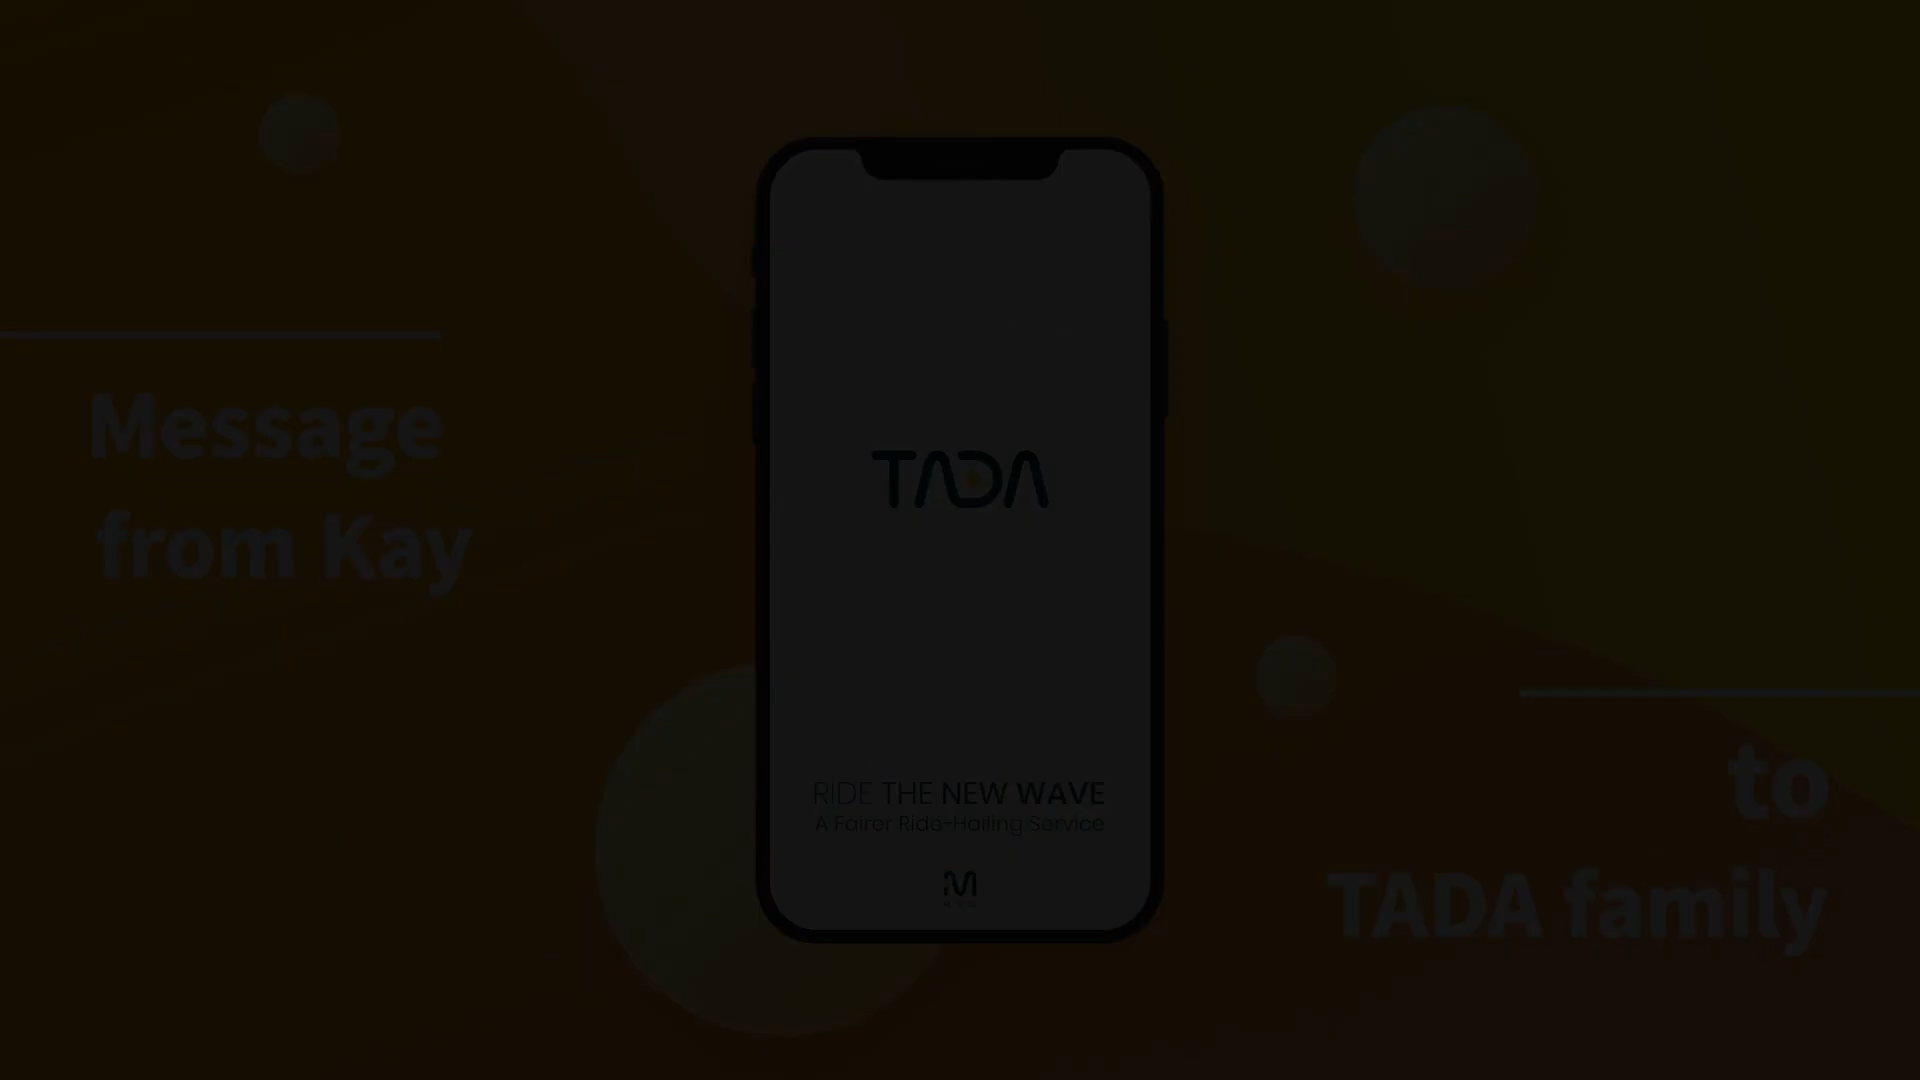 Message
from Kay
TADA
RIDE THE NEW WAVE
A Fairer Ride-Hailing Service
to
TADA family